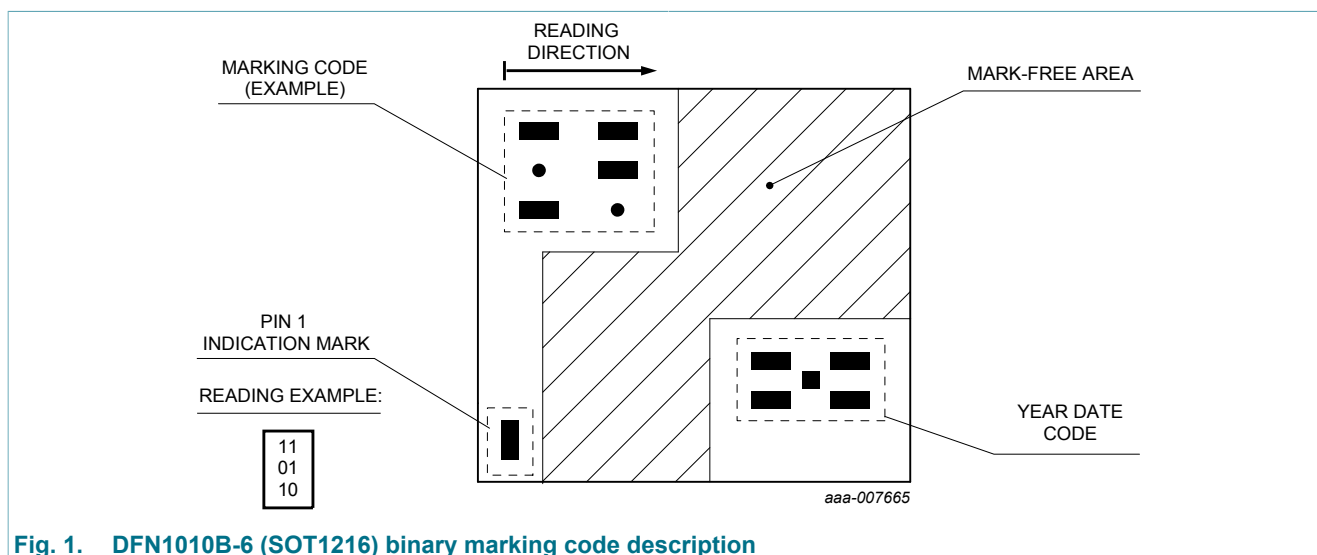 READING
DIRECTION
MARKING CODE
(EXAMPLE)
MARK-FREE AREA
PIN 1
INDICATION MARK
READING EXAMPLE:
11
01
10
YEAR DATE
CODE
aaa-007665
Fig. 1. DFN1010B-6 (SOT1216) binary marking code description